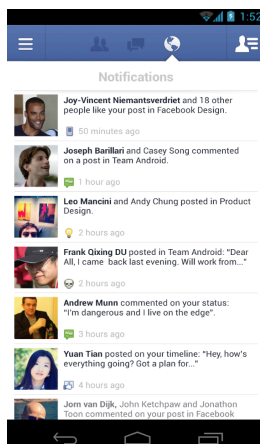 1:52
Notifications
Joy-Vincent Niemantsverdriet and 18 other
people like your post in Facebook Design.
50 minutes ago
Joseph Barillari and Casey Song commented
on a post in Team Android.
1 hour ago
Leo Mancini and Andy Chung posted in Product
Design.
2 hours ago
Frank Qixing DU posted in Team Android: "Dear
All, I came back last evening. Will work from..."
2 hours ago
Andrew Munn commented on your status:
"I'm dangerous and I live on the edge".
3 hours ago
Yuan Tian posted on your timeline: "Hey, how's
everything going? Got a plan for..."
4 hours ago
Jorn van Dijk, John Ketchpaw and Jonathon
Toon commented on your post in Facebook